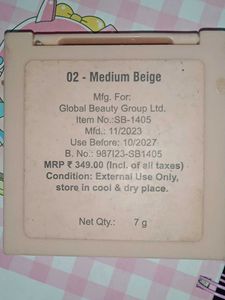 02 - Medium Beige
Mfg. For:
Global Beauty Group Ltd.
Item No.:SB-1405
Mfd.: 11/2023
Use Before: 10/2027
B. No.: 987I23-SB1405
MRP ₹ 349.00 (Incl. of all taxes)
Condition: External Use Only,
store in cool & dry place.
Net Qty.: 7 g